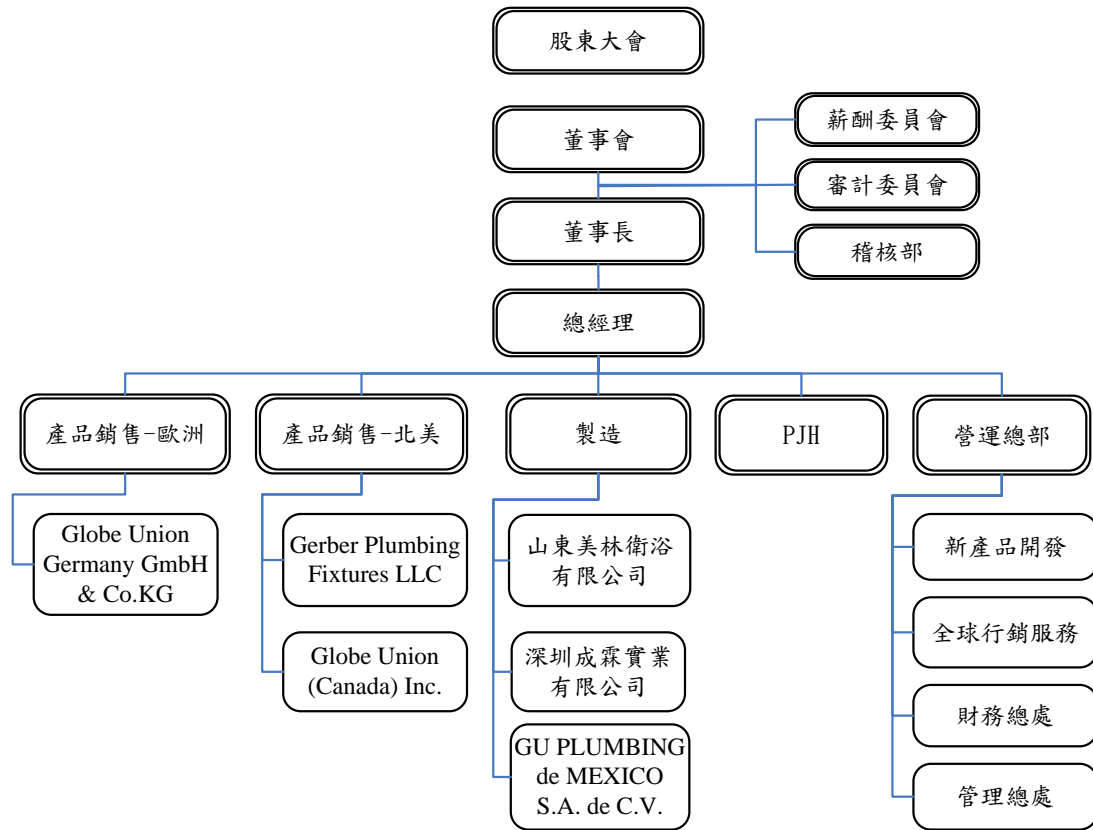 股東大會
董事會
薪酬委員會
審計委員會
董事長
稽核部
總經理
產品銷售-歐洲
產品銷售-北美
製造
PJH
營運總部
Globe Union
Germany GmbH
& Co.KG
Gerber Plumbing
Fixtures LLC
Globe Union
(Canada) Inc.
山東美林衛浴
有限公司
深圳成霖實業
有限公司
GU PLUMBING
de MEXICO
S.A. de C.V.
新產品開發
全球行銷服務
財務總處
管理總處